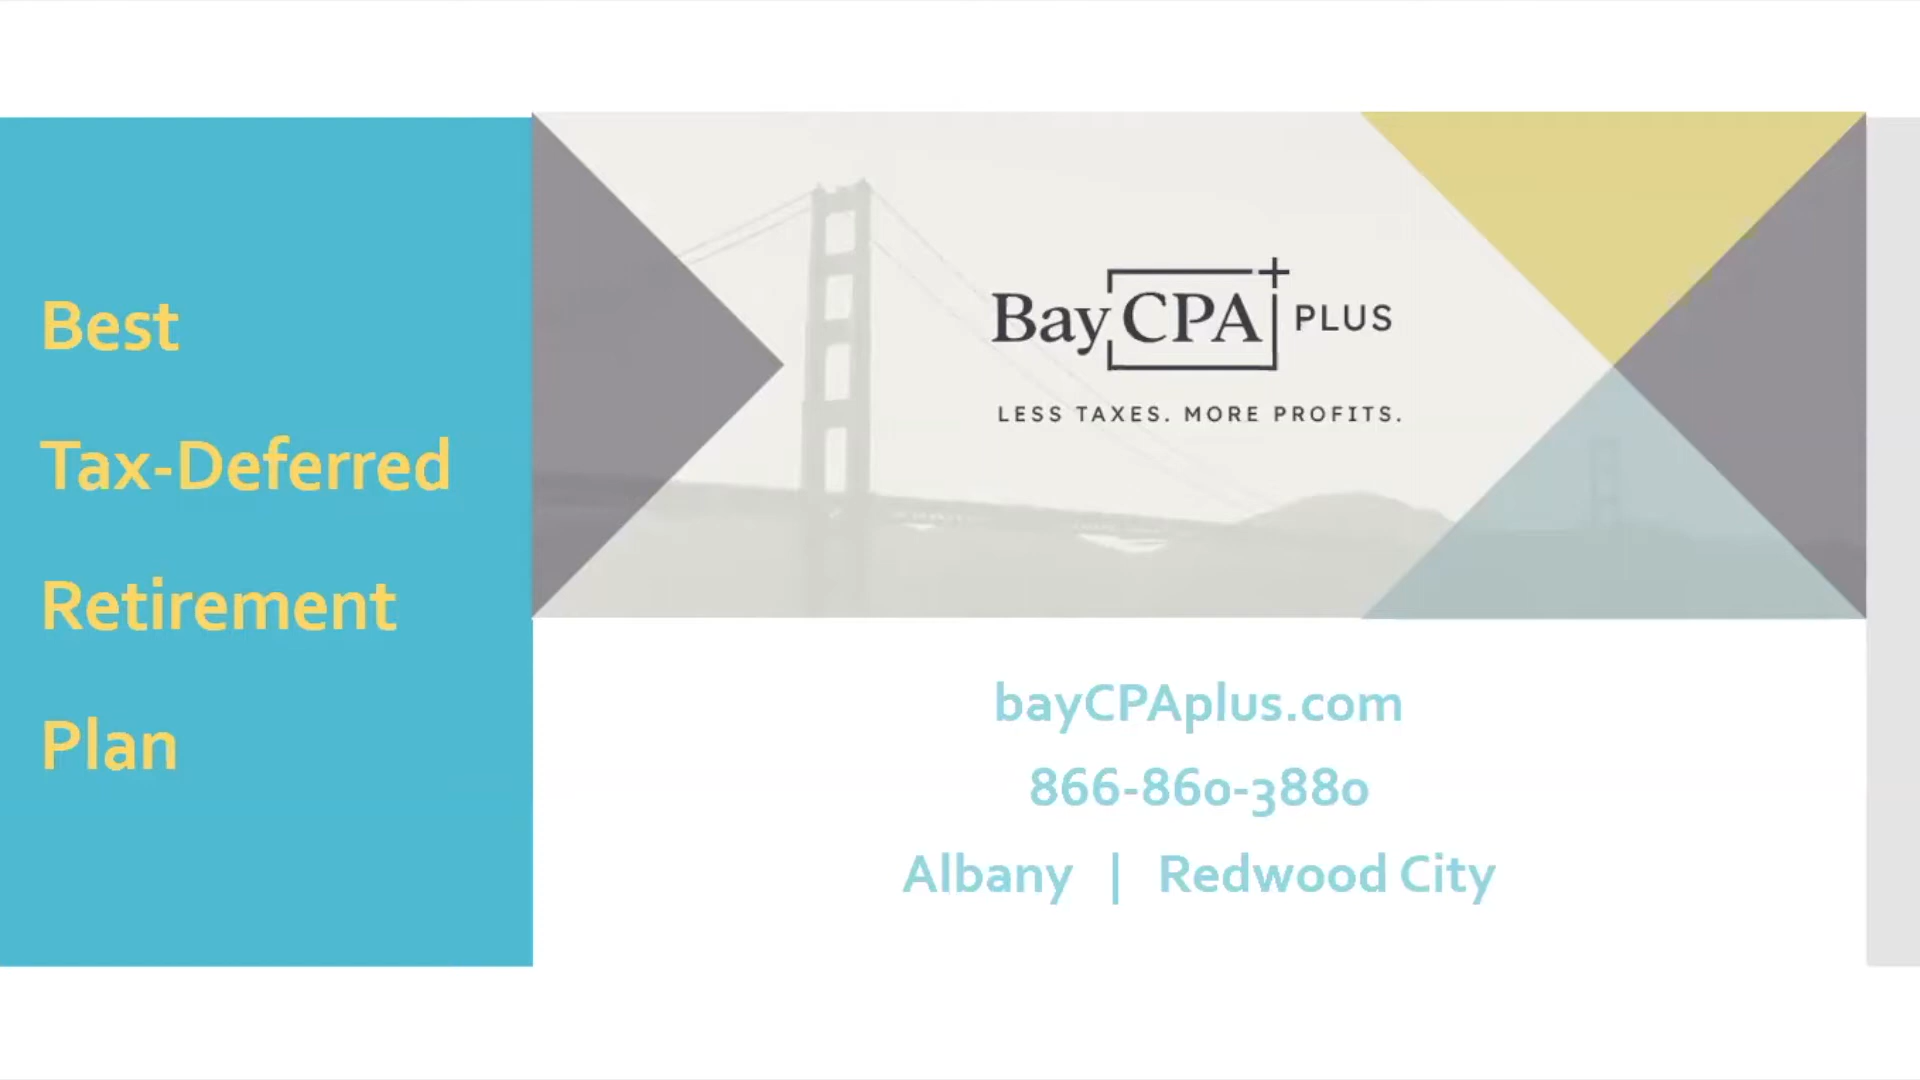 Best
Tax-Deferred
Retirement
Plan
Bay CPA PLUS
LESS TAXES. MORE PROFITS.
bayCPAplus.com
866-860-3880
Albany | Redwood City